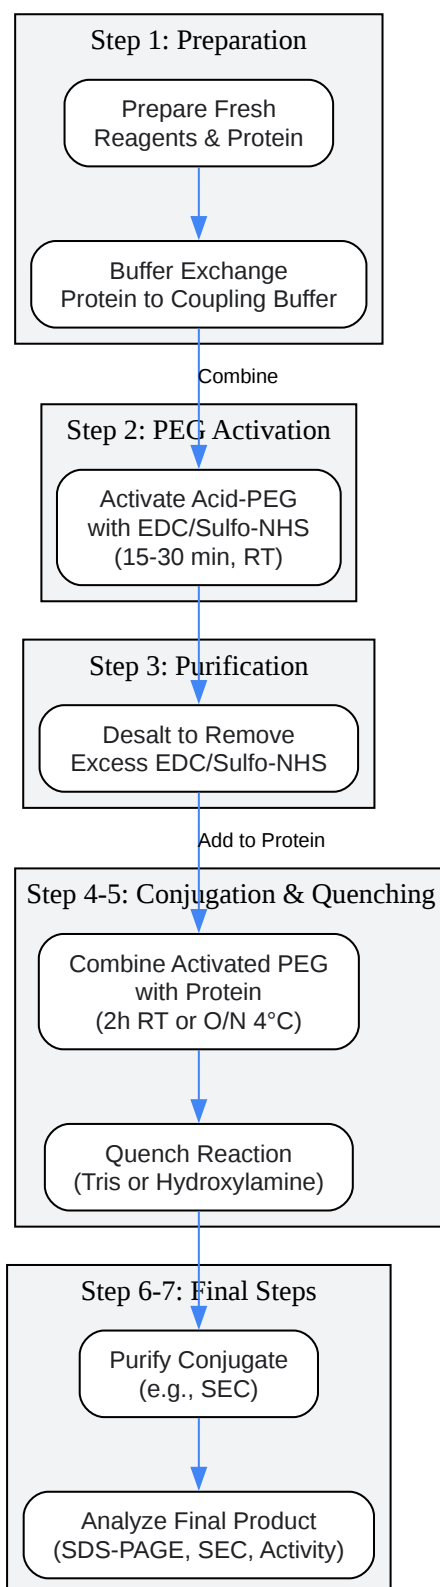 Step 1: Preparation
Prepare Fresh
Reagents & Protein
Buffer Exchange
Protein to Coupling Buffer
Combine
Step 2: PEG Activation
Activate Acid-PEG
with EDC/Sulfo-NHS
(15-30 min, RT)
Step 3: Purification
Desalt to Remove
Excess EDC/Sulfo-NHS
Add to Protein
Step 4-5: Conjugation & Quenching
Combine Activated PEG
with Protein
(2h RT or O/N 4°C)
Quench Reaction
(Tris or Hydroxylamine)
Step 6-7: Final Steps
Purify Conjugate
(e.g., SEC)
Analyze Final Product
(SDS-PAGE, SEC, Activity)